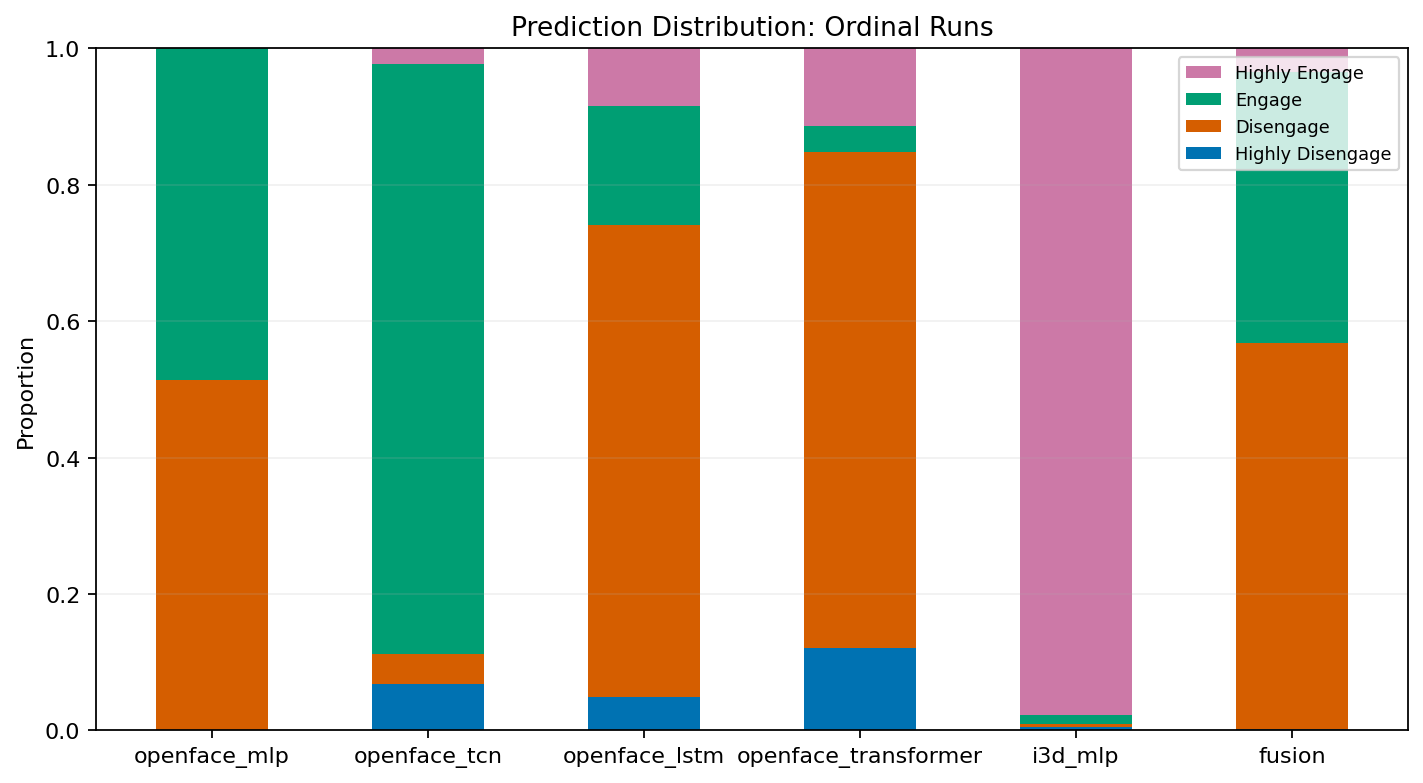 Prediction Distribution: Ordinal Runs
Highly Engage
Engage
Disengage
Highly Disengage
Proportion
1.0
0.8
0.6
0.4
0.2
0.0
openface_mlp openface_tcn openface_lstm openface_transformer i3d_mlp fusion